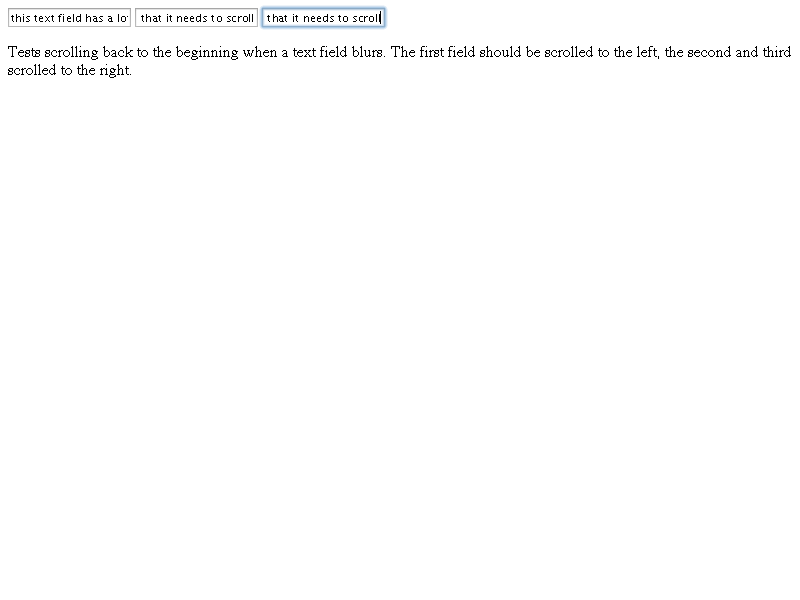 this text field has a lo that it needs to scroll that it needs to scroll
Tests scrolling back to the beginning when a text field blurs. The first field should be scrolled to the left, the second and third
scrolled to the right.